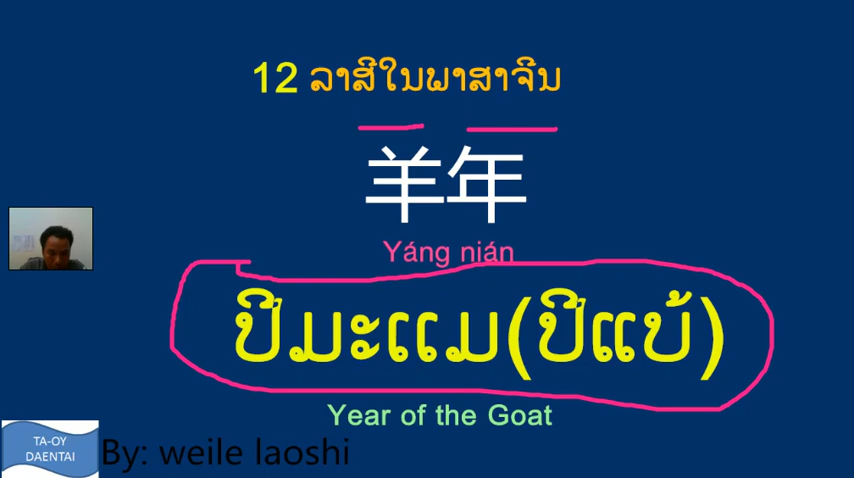 12 ລາສີໃນພາສາຈີນ
羊年
Yáng nián
ປີມະແມ(ປີແບ້)
Year of the Goat
TA-OY
DAENTAI
By: weile laoshi